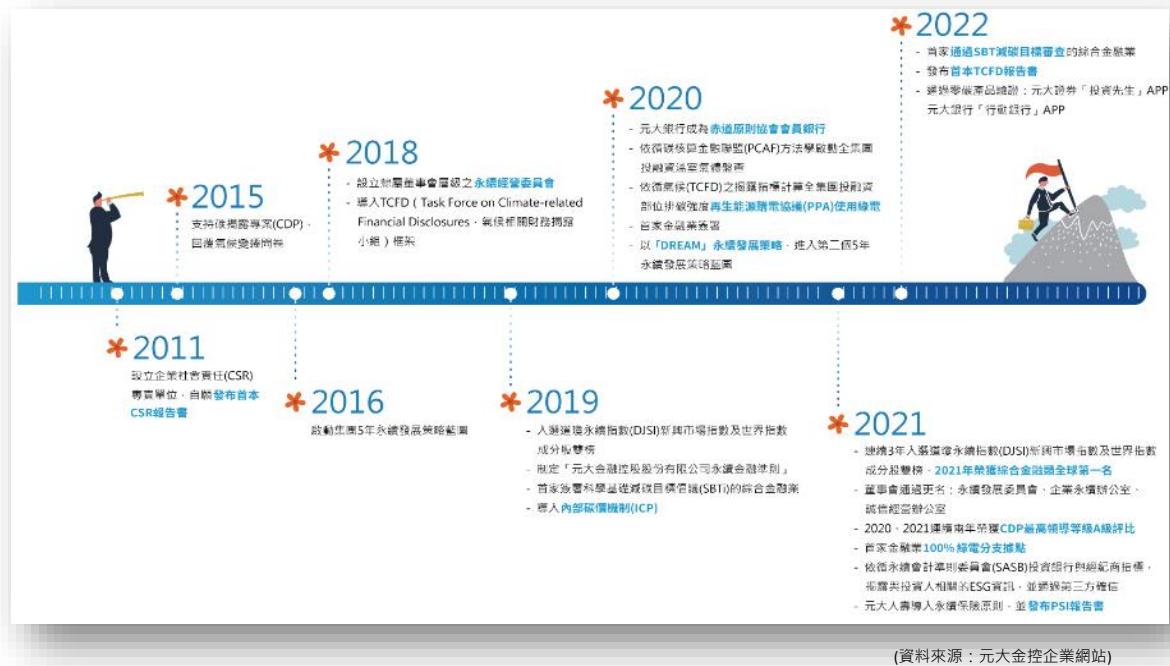 2011
設立企業社會責任(CSR)
專責單位，自願發布首本
CSR報告書
2015
支持碳揭露專案(CDP)，
回覆氣候變遷問卷
2016
啟動集團5年永續發展策略藍圖
2018
- 設立隸屬董事會層級之永續經營委員會
- 導入TCFD（Task Force on Climate-related
Financial Disclosures，氣候相關財務揭露
小組）框架
2019
- 入選道瓊永續指數(DJSI)新興市場指數及世界指數
成分股雙榜
- 制定「元大金融控股股份有限公司永續金融準則」
- 首家簽署科學基礎減碳目標倡議(SBTi)的綜合金融業
- 導入內部碳價機制(ICP)
2020
- 元大銀行成為赤道原則協會會員銀行
- 依循碳核算金融聯盟(PCAF)方法學啟動全集團
投融資溫室氣體盤查
- 依循氣候(TCFD)之揭露指標計算全集團投融資
部位排碳強度再生能源購電協議(PPA)使用綠電
- 首家金融業簽署
- 以「DREAM」永續發展策略，進入第二個5年
永續發展策略藍圖
2021
- 連續3年入選道瓊永續指數(DJSI)新興市場指數及世界指數
成分股雙榜，2021年榮獲綜合金融類全球第一名
- 董事會通過更名：永續發展委員會、企業永續辦公室、
誠信經營辦公室
- 2020、2021連續兩年榮獲CDP最高領導等級A級評比
- 首家金融業100%綠電分支據點
- 依循永續會計準則委員會(SASB)投資銀行與經紀商指標，
揭露與投資人相關的ESG資訊，並通過第三方確信
- 元大人壽導入永續保險原則，並發布PSI報告書
2022
- 首家通過SBT減碳目標審查的綜合金融業
- 發布首本TCFD報告書
- 通過零碳產品驗證：元大證券「投資先生」APP
元大銀行「行動銀行」APP
(資料來源：元大金控企業網站)